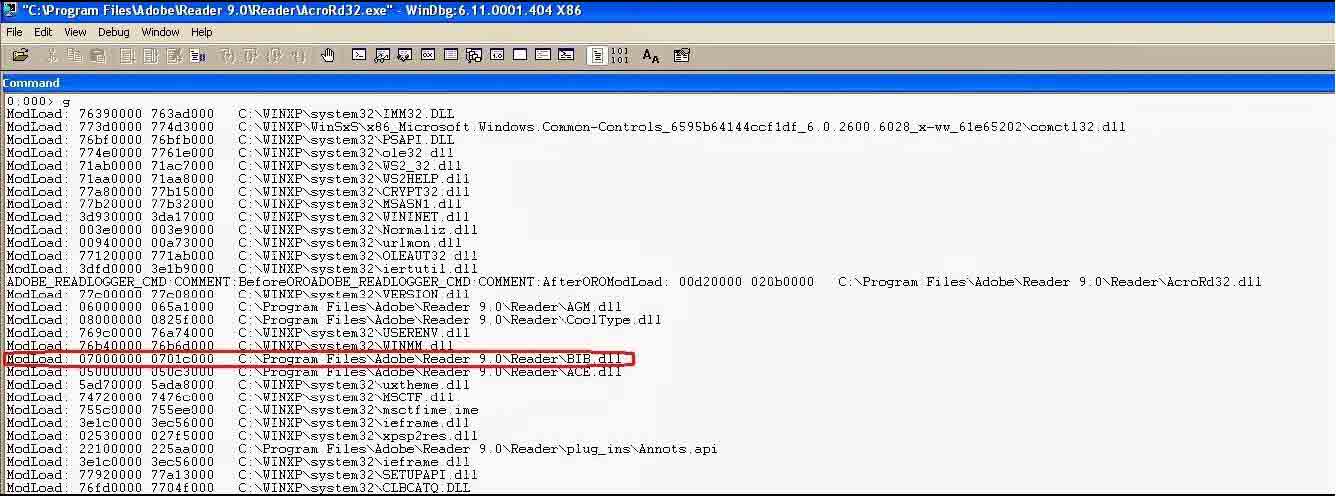 "C:\Program Files\Adobe\Reader 9.0\Reader\AcroRd32.exe" - WinDbg:6.11.0001.404 X86
File Edit View Debug Window Help
Command
0:000> g
ModLoad: 76390000 763ad000 C:\WINXP\system32\IMM32.DLL
ModLoad: 773d0000 774d3000 C:\WINXP\WinSxS\x86_Microsoft.Windows.Common-Controls_6595b64144ccf1df_6.0.2600.6028_x-ww_61e65202\comctl32.dll
ModLoad: 76bf0000 76bfb000 C:\WINXP\system32\PSAPI.DLL
ModLoad: 774e0000 7761e000 C:\WINXP\system32\ole32.dll
ModLoad: 71ab0000 71ac7000 C:\WINXP\system32\WS2_32.dll
ModLoad: 71aa0000 71aa8000 C:\WINXP\system32\WS2HELP.dll
ModLoad: 77a80000 77b15000 C:\WINXP\system32\CRYPT32.dll
ModLoad: 77b20000 77b32000 C:\WINXP\system32\MSASN1.dll
ModLoad: 3d930000 3da17000 C:\WINXP\system32\WININET.dll
ModLoad: 003e0000 003e9000 C:\WINXP\system32\Normaliz.dll
ModLoad: 00940000 00a73000 C:\WINXP\system32\urlmon.dll
ModLoad: 77120000 771ab000 C:\WINXP\system32\OLEAUT32.dll
ModLoad: 3dfd0000 3e1b9000 C:\WINXP\system32\iertutil.dll
ADOBE_READLOGGER_CMD:COMMENT:BeforeOROADOBE_READLOGGER_CMD:COMMENT:AfterOROModLoad: 00d20000 020b0000 C:\Program Files\Adobe\Reader 9.0\Reader\AcroRd32.dll
ModLoad: 77c00000 77c08000 C:\WINXP\system32\VERSION.dll
ModLoad: 06000000 065a1000 C:\Program Files\Adobe\Reader 9.0\Reader\AGM.dll
ModLoad: 08000000 0825f000 C:\Program Files\Adobe\Reader 9.0\Reader\CoolType.dll
ModLoad: 769c0000 76a74000 C:\WINXP\system32\USERENV.dll
ModLoad: 76b40000 76b6d000 C:\WINXP\system32\WINMM.dll
ModLoad: 07000000 0701c000 C:\Program Files\Adobe\Reader 9.0\Reader\BIB.dll
ModLoad: 05000000 050c3000 C:\Program Files\Adobe\Reader 9.0\Reader\ACE.dll
ModLoad: 5ad70000 5ada8000 C:\WINXP\system32\uxtheme.dll
ModLoad: 74720000 7476c000 C:\WINXP\system32\MSCTF.dll
ModLoad: 755c0000 755ee000 C:\WINXP\system32\msctfime.ime
ModLoad: 3e1c0000 3ec56000 C:\WINXP\system32\ieframe.dll
ModLoad: 02530000 027f5000 C:\WINXP\system32\xpsp2res.dll
ModLoad: 22100000 225aa000 C:\Program Files\Adobe\Reader 9.0\Reader\plug_ins\Annots.api
ModLoad: 3e1c0000 3ec56000 C:\WINXP\system32\ieframe.dll
ModLoad: 77920000 77a13000 C:\WINXP\system32\SETUPAPI.dll
ModLoad: 76fd0000 7704f000 C:\WINXP\system32\CLBCATQ.DLL